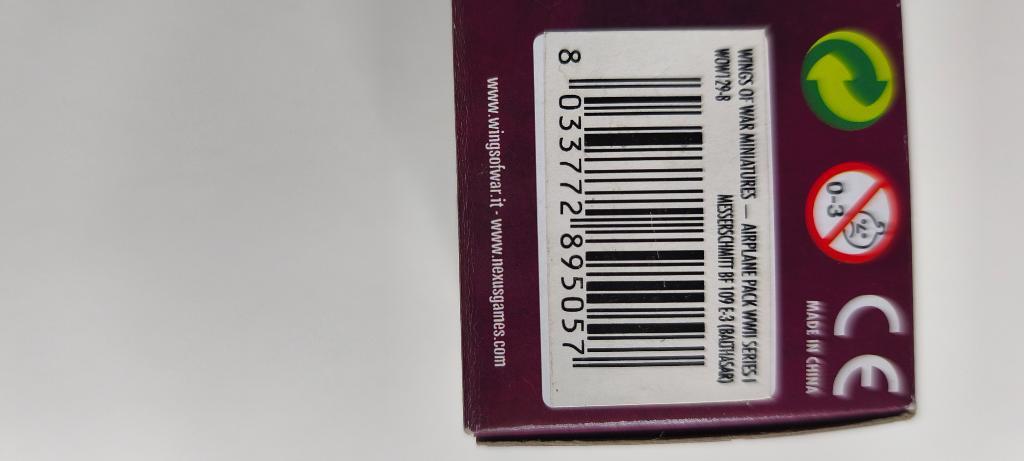 0-3
MADE IN CHINA
WINGS OF WAR MINIATURES — AIRPLANE PACK WWII SERIES I
WOW129-B MESSERSCHMITT BF 109 E-3 (BALTHASAR)
8 033772 895057
www.wingsofwar.it - www.nexusgames.com